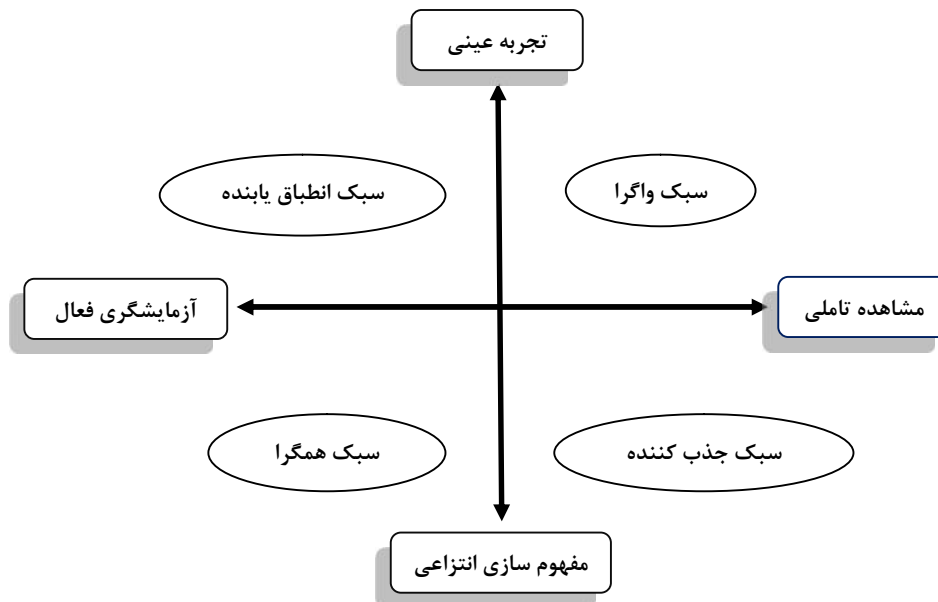 تجربه عینی
سبک واگرا
سبک انطباق یابنده
مشاهده تاملی
آزمایشگری فعال
سبک جذب کننده
سبک همگرا
مفهوم سازی انتزاعی